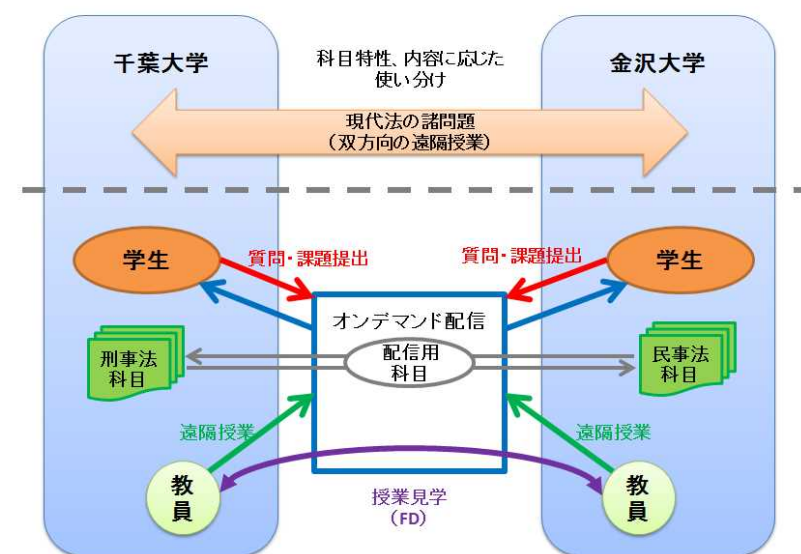 千葉大学
科目特性、内容に応じた
使い分け
金沢大学
現代法の諸問題
（双方向の遠隔授業）
学生
質問・課題提出
質問・課題提出
学生
オンデマンド配信
刑事法
科目
配信用
科目
民事法
科目
遠隔授業
遠隔授業
教
員
授業見学
（FD）
教
員